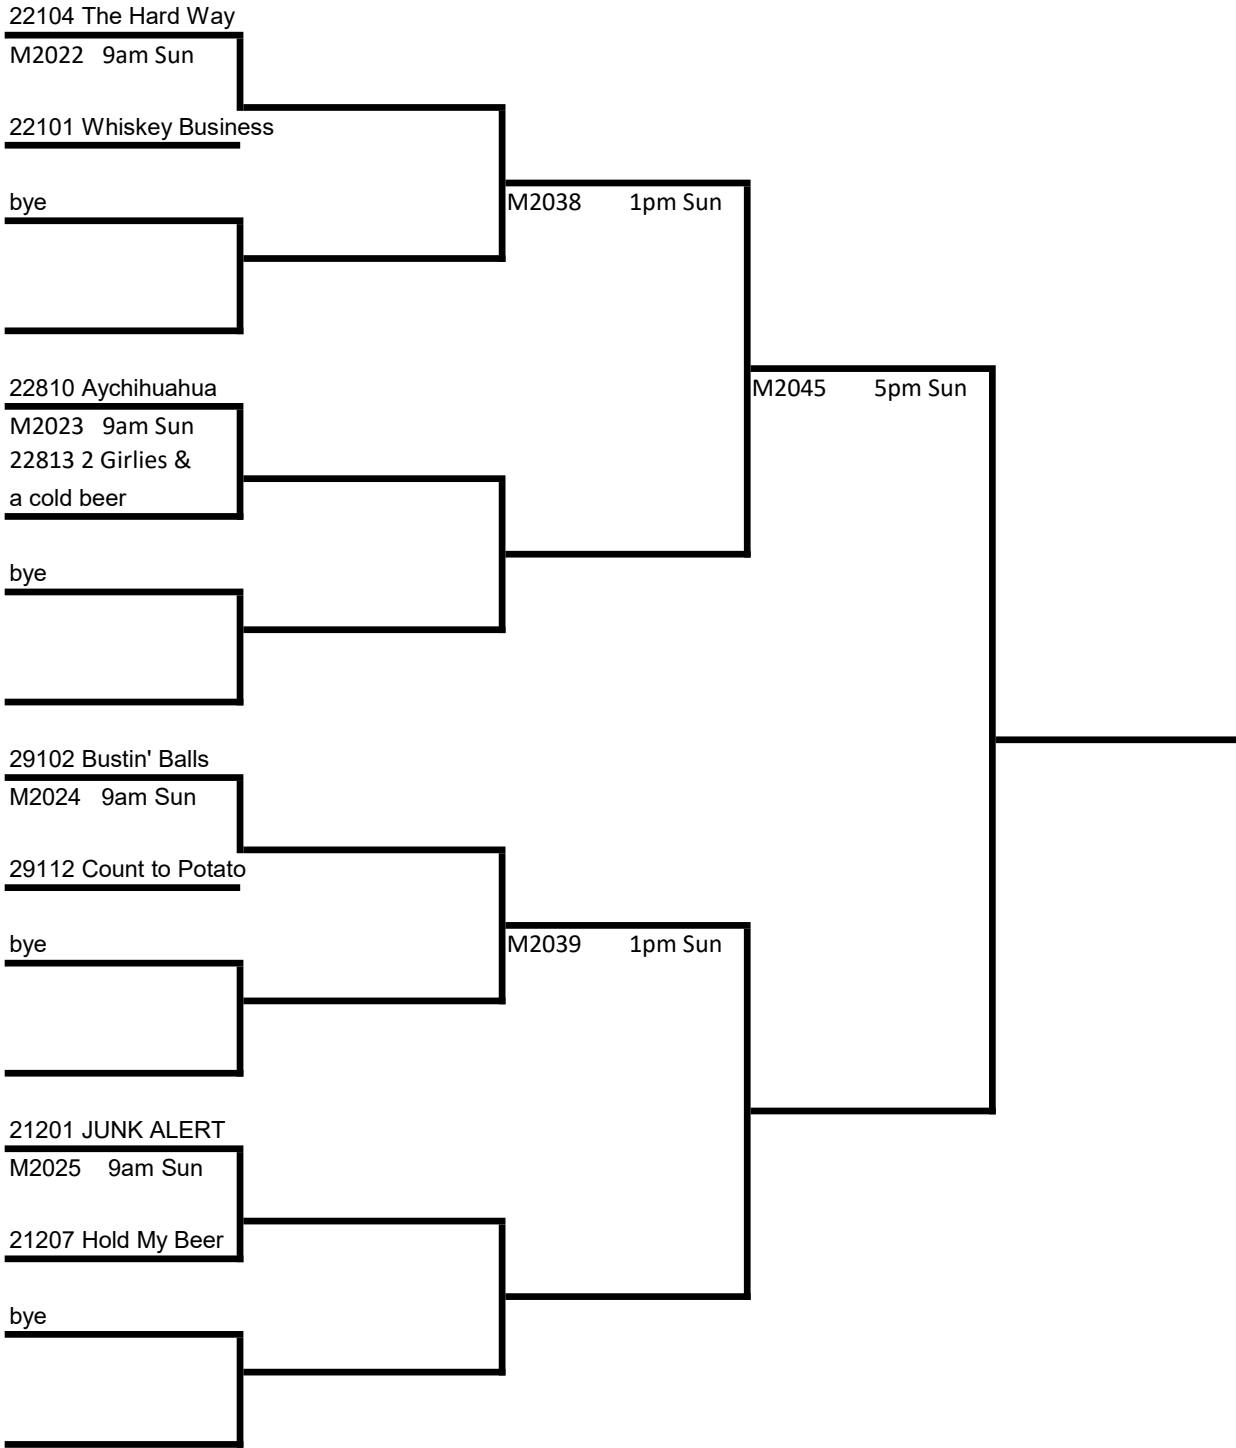 22104 The Hard Way
M2022 9am Sun
22101 Whiskey Business
bye
M2038 1pm Sun
22810 Aychihuahua
M2045 5pm Sun
M2023 9am Sun
22813 2 Girlies &
a cold beer
bye
29102 Bustin' Balls
M2024 9am Sun
29112 Count to Potato
bye
M2039 1pm Sun
21201 JUNK ALERT
M2025 9am Sun
21207 Hold My Beer
bye